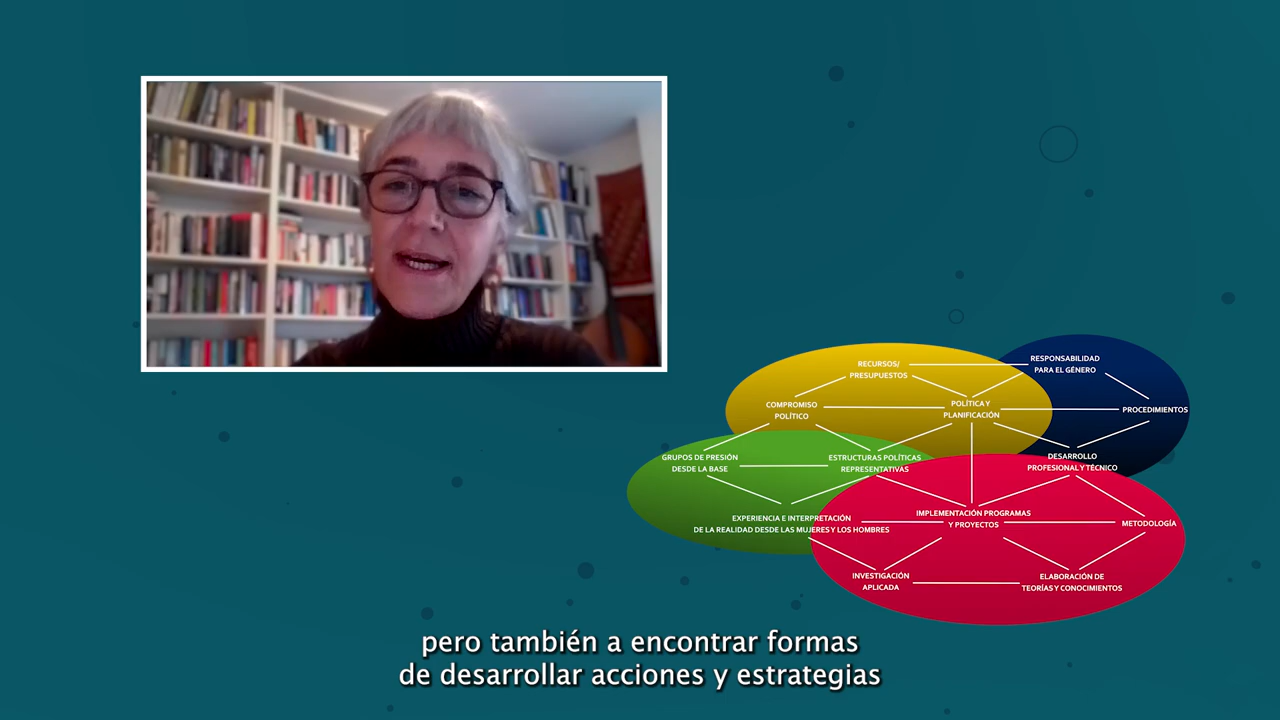 RECURSOS/
PRESUPUESTOS
RESPONSABILIDAD
PARA EL GÉNERO
COMPROMISO
POLÍTICO
POLÍTICA Y
PLANIFICACIÓN
PROCEDIMIENTOS
GRUPOS DE PRESIÓN
DESDE LA BASE
ESTRUCTURAS POLÍTICAS
REPRESENTATIVAS
DESARROLLO
PROFESIONAL Y TÉCNICO
EXPERIENCIA E INTERPRETACIÓN
DE LA REALIDAD DESDE LAS MUJERES Y LOS HOMBRES
IMPLEMENTACIÓN PROGRAMAS
Y PROYECTOS
METODOLOGÍA
INVESTIGACIÓN
APLICADA
ELABORACIÓN DE
TEORÍAS Y CONOCIMIENTOS
pero también a encontrar formas
de desarrollar acciones y estrategias